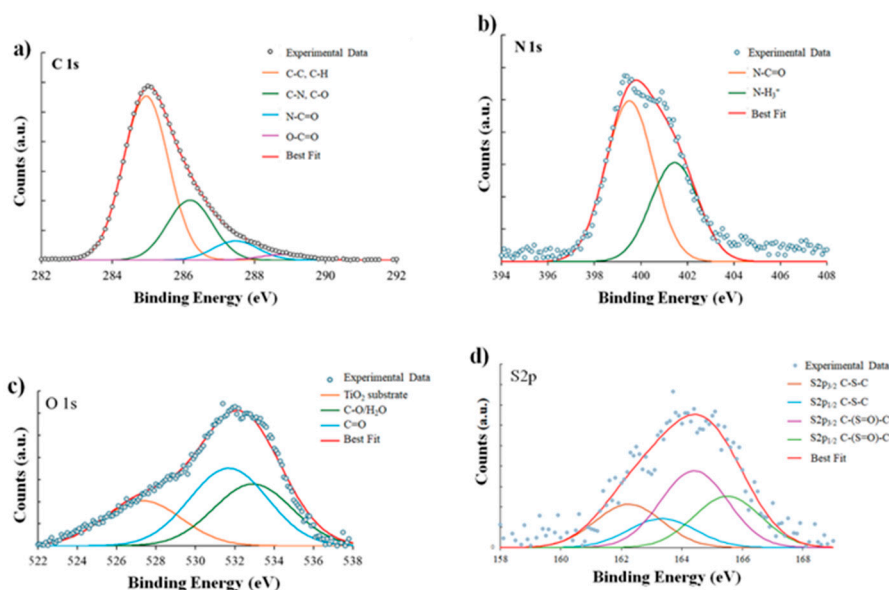 a)
C 1s
Experimental Data
C-C, C-H
C-N, C-O
N-C=O
O-C=O
Best Fit
Counts (a.u.)
282 284 286 288 290 292
Binding Energy (eV)
b)
N1s
Experimental Data
N-C=O
N-H₃⁺
Best Fit
Counts (a.u.)
394 396 398 400 402 404 406 408
Binding Energy (eV)
c)
O 1s
Experimental Data
TiO₂ substrate
C-O/H₂O
C=O
Best Fit
Counts (a.u.)
522 524 526 528 530 532 534 536 538
Binding Energy (eV)
d)
S2p
Experimental Data
S2p₃/₂ C-S-C
S2p₁/₂ C-S-C
S2p₃/₂ C-(S=O)-C
S2p₁/₂ C-(S=O)-C
Best Fit
Counts (a.u.)
0
158 160 162 164 166 168
Binding Energy (eV)